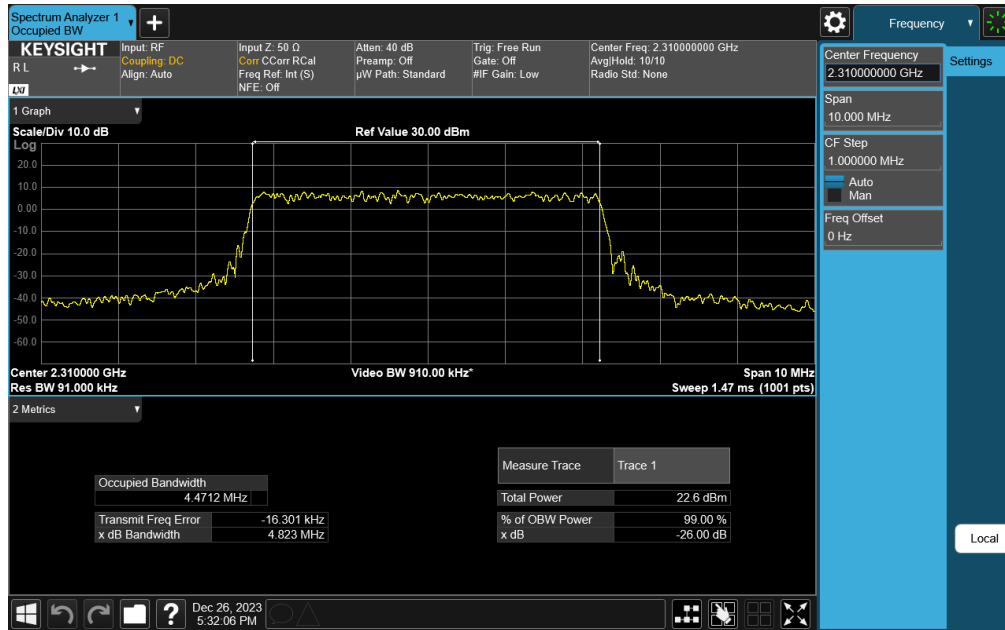 Spectrum Analyzer 1
Occupied BW
Frequency
KEYSIGHT
R L
LXI
Input: RF
Coupling: DC
Align: Auto
Input Z: 50 Ω
Corr CCorr RCal
Freq Ref: Int (S)
NFE: Off
Atten: 40 dB
Preamp: Off
µW Path: Standard
Trig: Free Run
Gate: Off
#IF Gain: Low
Center Freq: 2.310000000 GHz
Avg|Hold: 10/10
Radio Std: None
Center Frequency
2.310000000 GHz
Settings
Span
10.000 MHz
CF Step
1.000000 MHz
Auto
Man
Freq Offset
0 Hz
1 Graph
Scale/Div 10.0 dB
Ref Value 30.00 dBm
Log
20.0
10.0
0.00
-10.0
-20.0
-30.0
-40.0
-50.0
-60.0
Center 2.310000 GHz
Video BW 910.00 kHz*
Span 10 MHz
Res BW 91.000 kHz
Sweep 1.47 ms (1001 pts)
2 Metrics
Measure Trace Trace 1
Occupied Bandwidth
4.4712 MHz
Total Power 22.6 dBm
Transmit Freq Error -16.301 kHz
% of OBW Power 99.00 %
x dB Bandwidth 4.823 MHz
x dB -26.00 dB
Local
Dec 26, 2023
5:32:06 PM